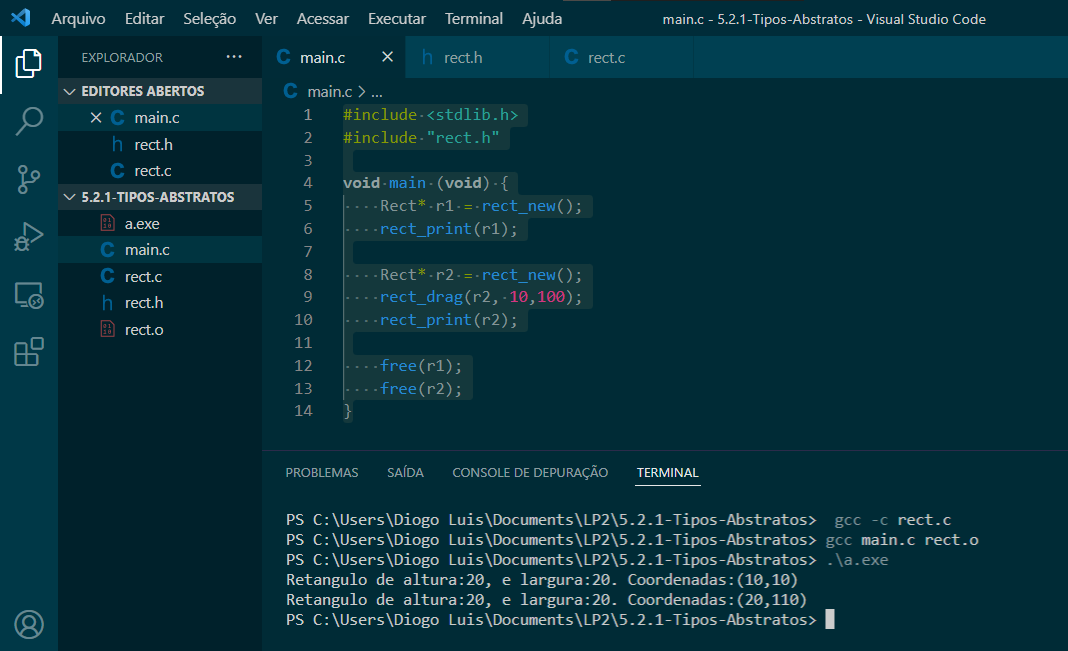 Arquivo Editar Seleção Ver Acessar Executar Terminal Ajuda main.c - 5.2.1-Tipos-Abstratos - Visual Studio Code
EXPLORADOR ···
EDITORES ABERTOS
C main.c
h rect.h
C rect.c
5.2.1-TIPOS-ABSTRATOS
a.exe
C main.c
C rect.c
h rect.h
rect.o
C main.c h rect.h C rect.c
C main.c > ...
1 #include <stdlib.h>
2 #include "rect.h"
3
4 void main (void) {
5 Rect* r1 = rect_new();
6 rect_print(r1);
7
8 Rect* r2 = rect_new();
9 rect_drag(r2, 10,100);
10 rect_print(r2);
11
12 free(r1);
13 free(r2);
14 }
PROBLEMAS SAÍDA CONSOLE DE DEPURAÇÃO TERMINAL
PS C:\Users\Diogo Luis\Documents\LP2\5.2.1-Tipos-Abstratos>  gcc -c rect.c
PS C:\Users\Diogo Luis\Documents\LP2\5.2.1-Tipos-Abstratos> gcc main.c rect.o
PS C:\Users\Diogo Luis\Documents\LP2\5.2.1-Tipos-Abstratos> .\a.exe
Retangulo de altura:20, e largura:20. Coordenadas:(10,10)
Retangulo de altura:20, e largura:20. Coordenadas:(20,110)
PS C:\Users\Diogo Luis\Documents\LP2\5.2.1-Tipos-Abstratos>